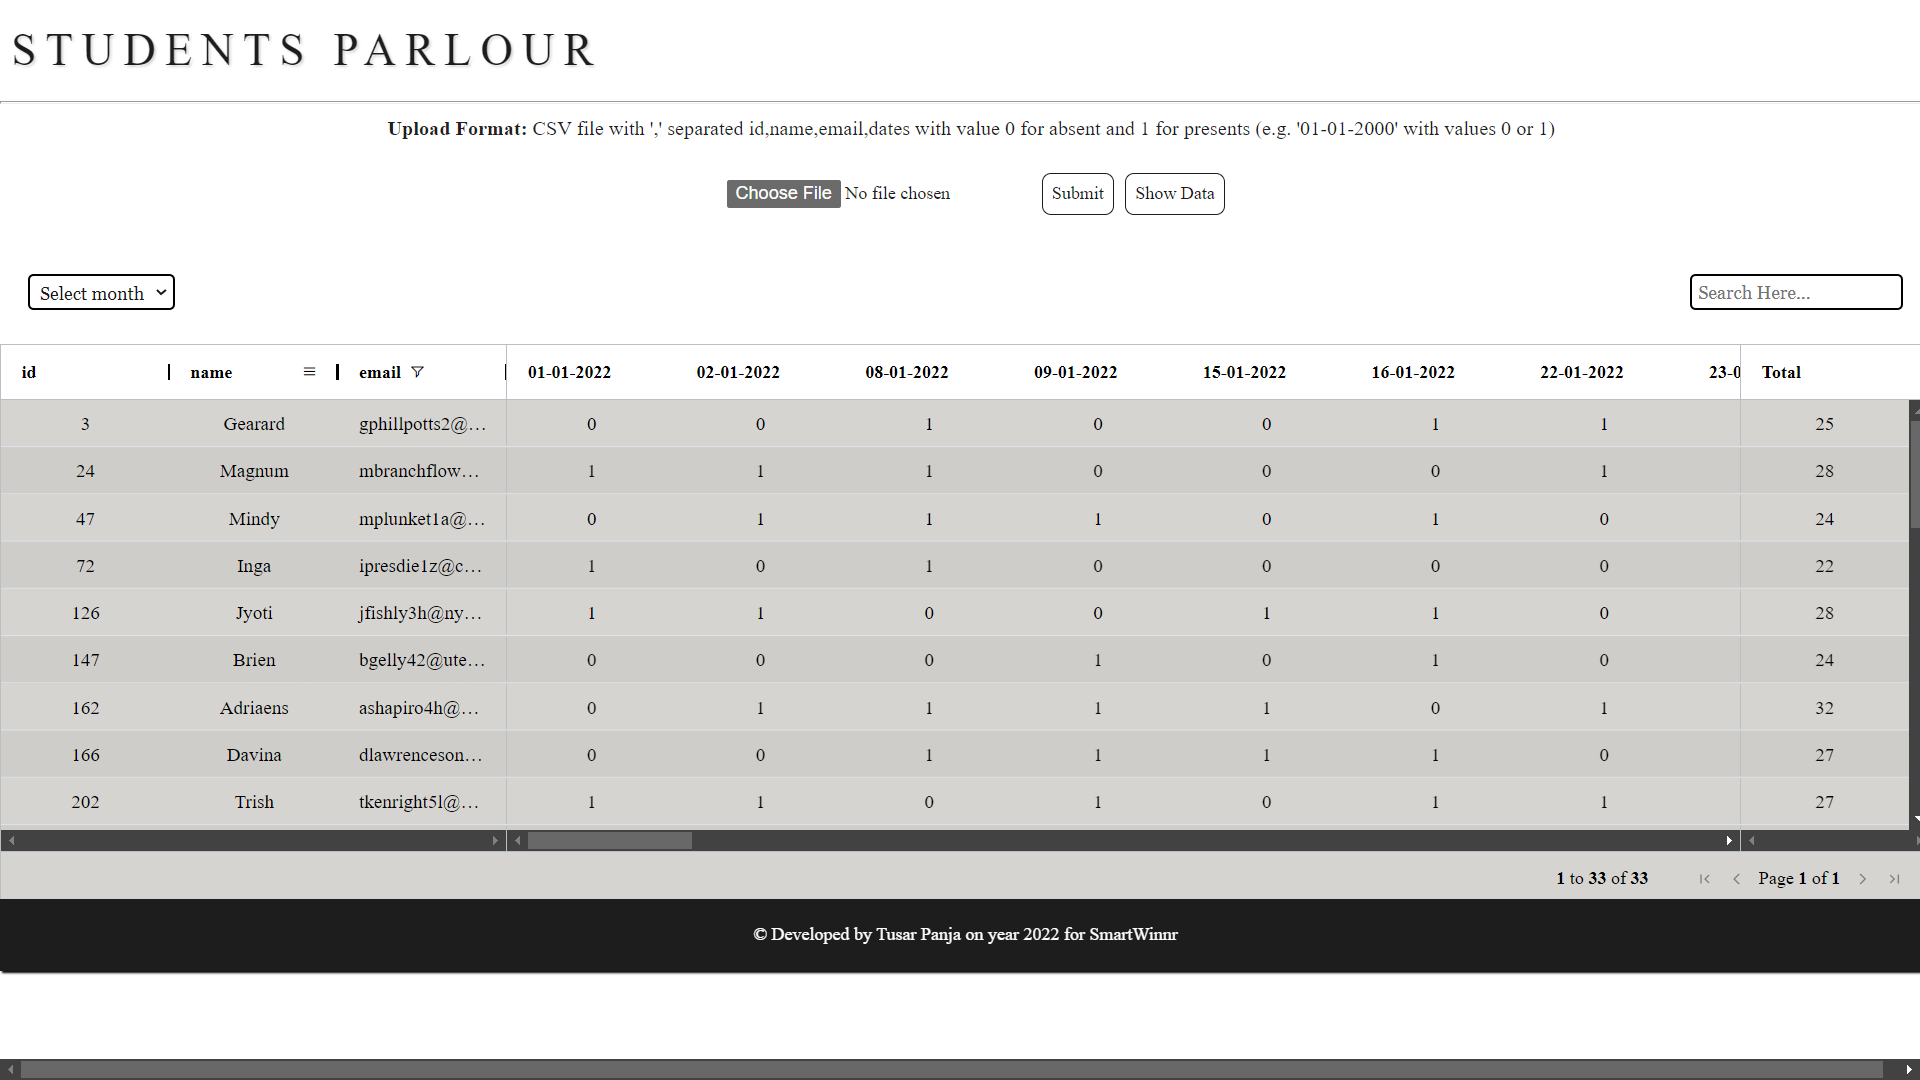 STUDENTS PARLOUR
Upload Format: CSV file with ',' separated id,name,email,dates with value 0 for absent and 1 for presents (e.g. '01-01-2000' with values 0 or 1)
Choose File No file chosen Submit Show Data
Select month Search Here...
id name email 01-01-2022 02-01-2022 08-01-2022 09-01-2022 15-01-2022 16-01-2022 22-01-2022 23-0 Total
3 Gearard gphillpotts2@... 0 0 1 0 0 1 1 25
24 Magnum mbranchflow... 1 1 1 0 0 0 1 28
47 Mindy mplunket1a@... 0 1 1 1 0 1 0 24
72 Inga ipresdie1z@c... 1 0 1 0 0 0 0 22
126 Jyoti jfishly3h@ny... 1 1 0 0 1 1 0 28
147 Brien bgelly42@ute... 0 0 0 1 0 1 0 24
162 Adriaens ashapiro4h@... 0 1 1 1 1 0 1 32
166 Davina dlawrenceson... 0 0 1 1 1 1 0 27
202 Trish tkenright5l@... 1 1 0 1 0 1 1 27
1 to 33 of 33 Page 1 of 1
© Developed by Tusar Panja on year 2022 for SmartWinnr